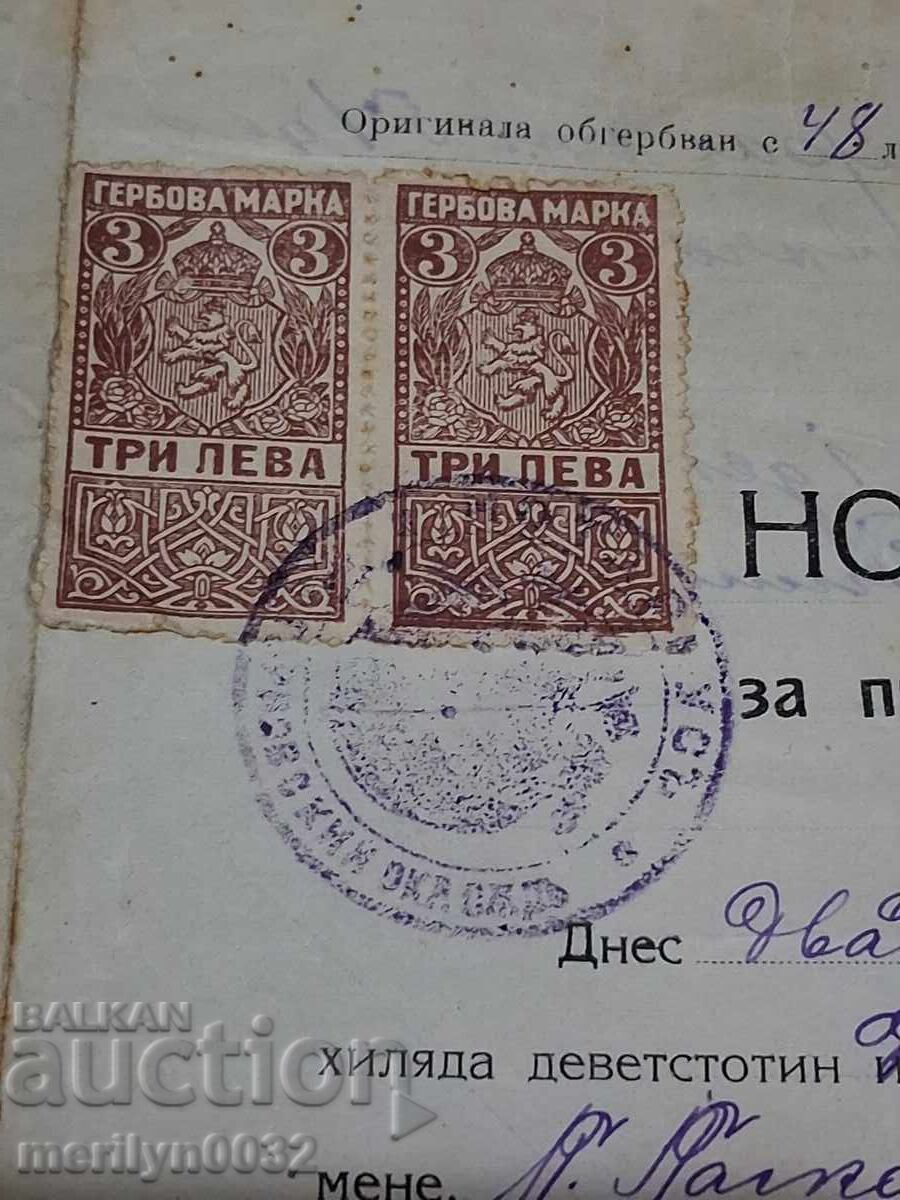 Оригинала обгербван с 48 л
ГЕРБОВА МАРКА
3 3
ТРИ ЛЕВА
ГЕРБОВА МАРКА
3 3
ТРИ ЛЕВА
НО
за п
Днес Два
хиляда деветстотин и
мене.
BALKAN
auction
merilyn0032